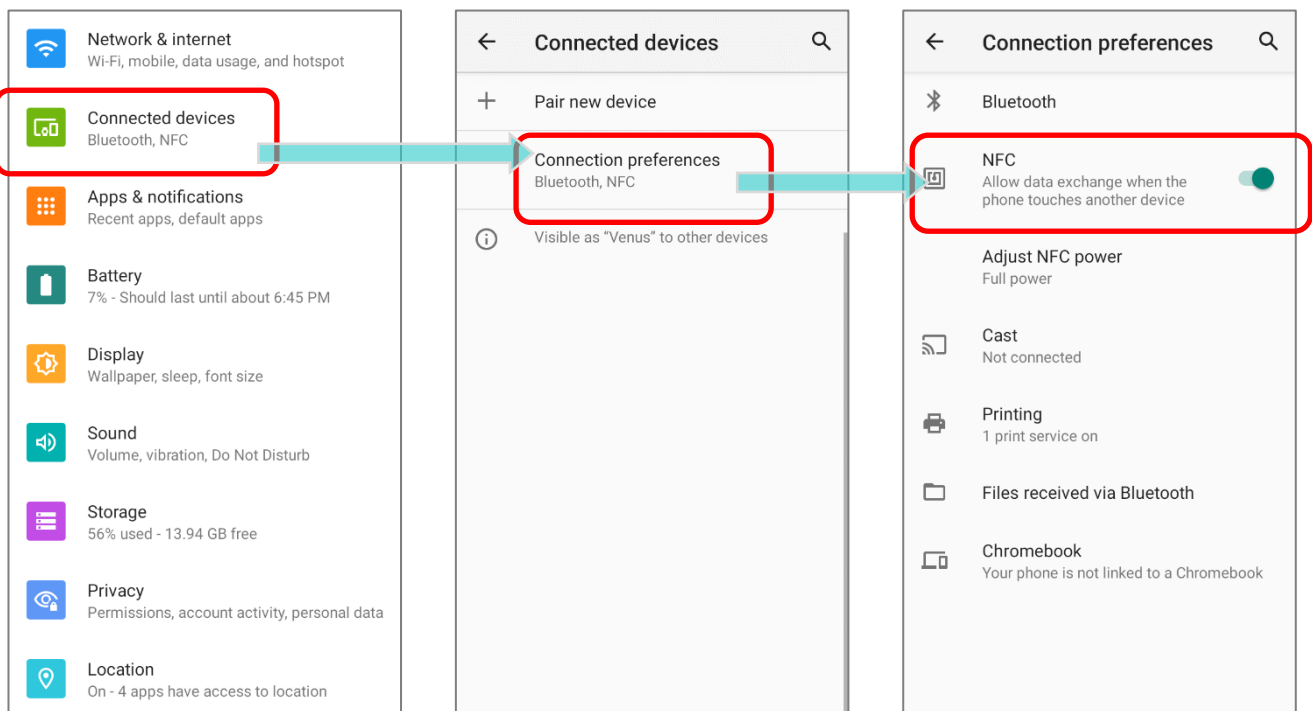 Network & internet
Wi-Fi, mobile, data usage, and hotspot
Connected devices
Bluetooth, NFC
Apps & notifications
Recent apps, default apps
Battery
7% - Should last until about 6:45 PM
Display
Wallpaper, sleep, font size
Sound
Volume, vibration, Do Not Disturb
Storage
56% used - 13.94 GB free
Privacy
Permissions, account activity, personal data
Location
On - 4 apps have access to location
Connected devices
Pair new device
Connection preferences
Bluetooth, NFC
Visible as “Venus” to other devices
Connection preferences
Bluetooth
NFC
Allow data exchange when the
phone touches another device
Adjust NFC power
Full power
Cast
Not connected
Printing
1 print service on
Files received via Bluetooth
Chromebook
Your phone is not linked to a Chromebook